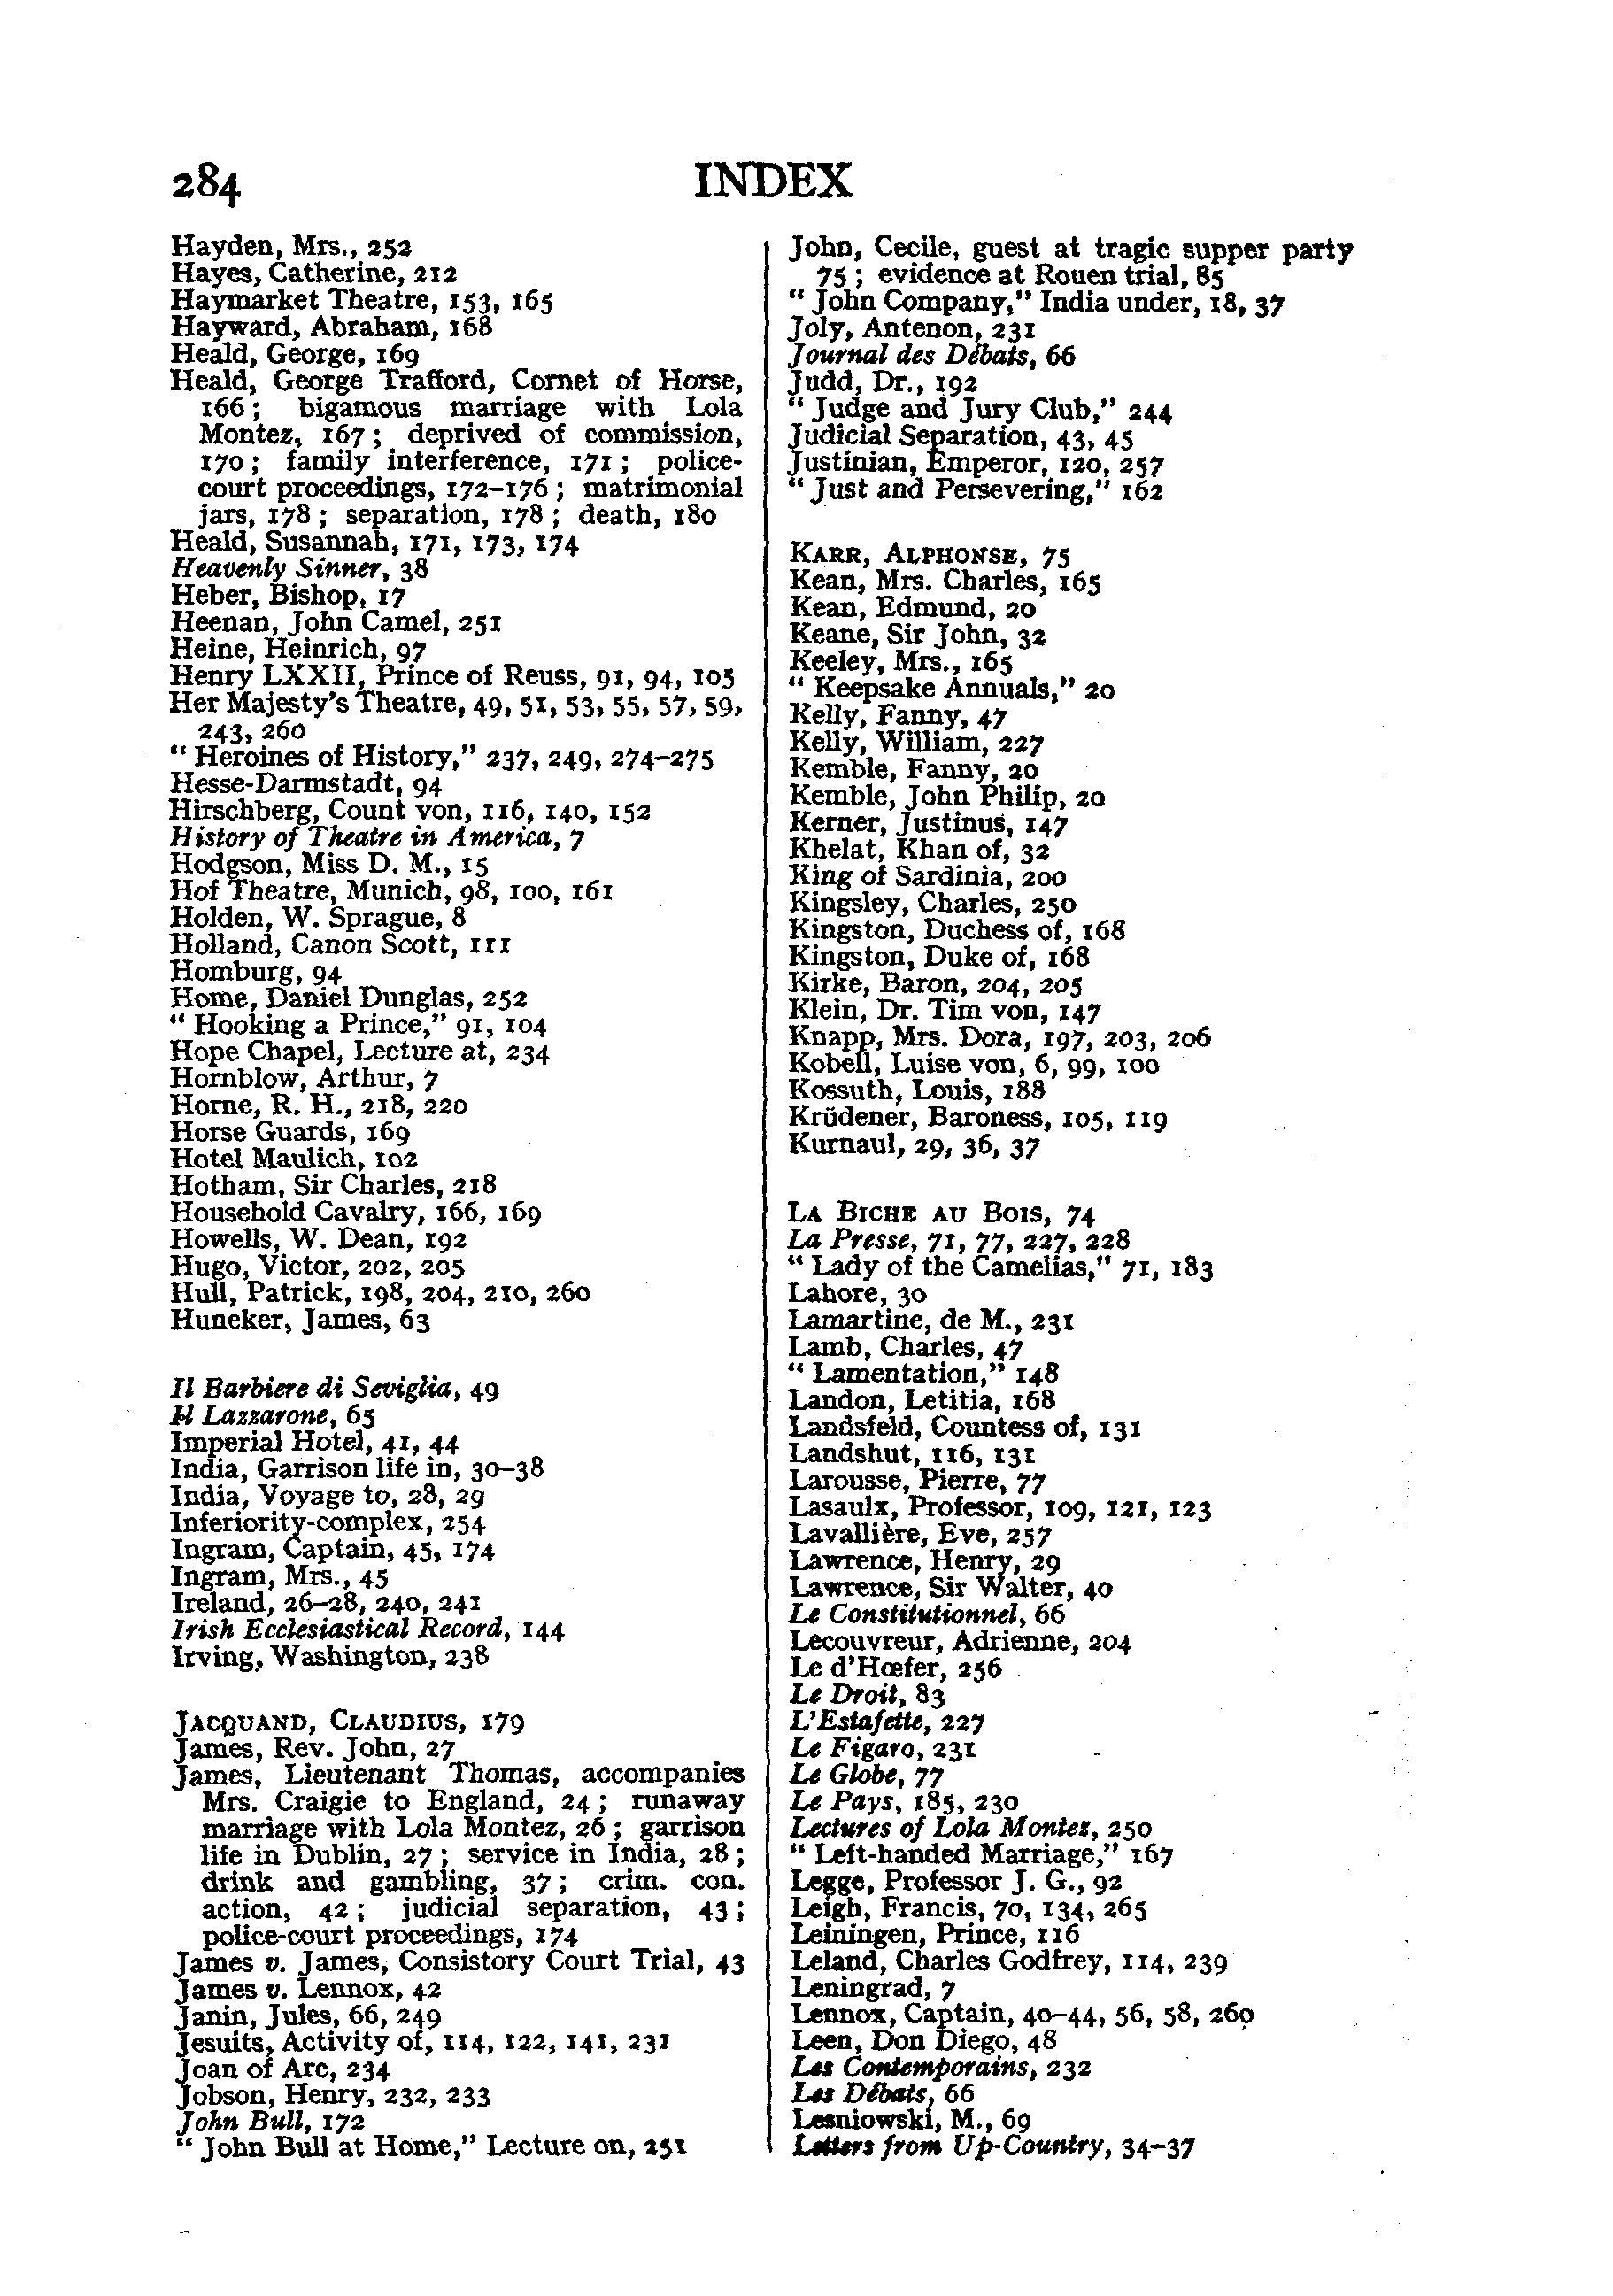 284 INDEX
Hayden, Mrs., 252
Hayes, Catherine, 212
Haymarket Theatre, 153, 165
Hayward, Abraham, 168
Heald, George, 169
Heald, George Trafford, Cornet of Horse,
166; bigamous marriage with Lola
Montez, 167; deprived of commission,
170; family interference, 171; police-
court proceedings, 172–176; matrimonial
jars, 178; separation, 178; death, 180
Heald, Susannah, 171, 173, 174
Heavenly Sinner, 38
Heber, Bishop, 17
Heenan, John Camel, 251
Heine, Heinrich, 97
Henry LXXII, Prince of Reuss, 91, 94, 105
Her Majesty's Theatre, 49, 51, 53, 55, 57, 59,
243, 260
"Heroines of History," 237, 249, 274–275
Hesse-Darmstadt, 94
Hirschberg, Count von, 116, 140, 152
History of Theatre in America, 7
Hodgson, Miss D. M., 15
Hof Theatre, Munich, 98, 100, 161
Holden, W. Sprague, 8
Holland, Canon Scott, 111
Homburg, 94
Home, Daniel Dunglas, 252
"Hooking a Prince," 91, 104
Hope Chapel, Lecture at, 234
Hornblow, Arthur, 7
Horne, R. H., 218, 220
Horse Guards, 169
Hotel Maulich, 102
Hotham, Sir Charles, 218
Household Cavalry, 166, 169
Howells, W. Dean, 192
Hugo, Victor, 202, 205
Hull, Patrick, 198, 204, 210, 260
Huneker, James, 63
Il Barbiere di Seviglia, 49
Il Lazzarone, 65
Imperial Hotel, 41, 44
India, Garrison life in, 30–38
India, Voyage to, 28, 29
Inferiority-complex, 254
Ingram, Captain, 45, 174
Ingram, Mrs., 45
Ireland, 26–28, 240, 241
Irish Ecclesiastical Record, 144
Irving, Washington, 238
JACQUAND, CLAUDIUS, 179
James, Rev. John, 27
James, Lieutenant Thomas, accompanies
Mrs. Craigie to England, 24; runaway
marriage with Lola Montez, 26; garrison
life in Dublin, 27; service in India, 28;
drink and gambling, 37; crim. con.
action, 42; judicial separation, 43;
police-court proceedings, 174
James v. James, Consistory Court Trial, 43
James v. Lennox, 42
Janin, Jules, 66, 249
Jesuits, Activity of, 114, 122, 141, 231
Joan of Arc, 234
Jobson, Henry, 232, 233
John Bull, 172
"John Bull at Home," Lecture on, 251
John, Cecile, guest at tragic supper party
75; evidence at Rouen trial, 85
"John Company," India under, 18, 37
Joly, Antenon, 231
Journal des Débats, 66
Judd, Dr., 192
"Judge and Jury Club," 244
Judicial Separation, 43, 45
Justinian, Emperor, 120, 257
"Just and Persevering," 162
KARR, ALPHONSE, 75
Kean, Mrs. Charles, 165
Kean, Edmund, 20
Keane, Sir John, 32
Keeley, Mrs., 165
"Keepsake Annuals," 20
Kelly, Fanny, 47
Kelly, William, 227
Kemble, Fanny, 20
Kemble, John Philip, 20
Kerner, Justinus, 147
Khelat, Khan of, 32
King of Sardinia, 200
Kingsley, Charles, 250
Kingston, Duchess of, 168
Kingston, Duke of, 168
Kirke, Baron, 204, 205
Klein, Dr. Tim von, 147
Knapp, Mrs. Dora, 197, 203, 206
Kobell, Luise von, 6, 99, 100
Kossuth, Louis, 188
Krüdener, Baroness, 105, 119
Kurnaul, 29, 36, 37
LA BICHE AU BOIS, 74
La Presse, 71, 77, 227, 228
"Lady of the Camelias," 71, 183
Lahore, 30
Lamartine, de M., 231
Lamb, Charles, 47
"Lamentation," 148
Landon, Letitia, 168
Landsfeld, Countess of, 131
Landshut, 116, 131
Larousse, Pierre, 77
Lasaulx, Professor, 109, 121, 123
Lavallière, Eve, 257
Lawrence, Henry, 29
Lawrence, Sir Walter, 40
Le Constitutionnel, 66
Lecouvreur, Adrienne, 204
Le d'Hœfer, 256
Le Droit, 83
L'Estafette, 227
Le Figaro, 231
Le Globe, 77
Le Pays, 185, 230
Lectures of Lola Montez, 250
"Left-handed Marriage," 167
Legge, Professor J. G., 92
Leigh, Francis, 70, 134, 265
Leiningen, Prince, 116
Leland, Charles Godfrey, 114, 239
Leningrad, 7
Lennox, Captain, 40–44, 56, 58, 260
Leen, Don Diego, 48
Les Contemporains, 232
Les Débats, 66
Lesniowski, M., 69
Letters from Up-Country, 34–37